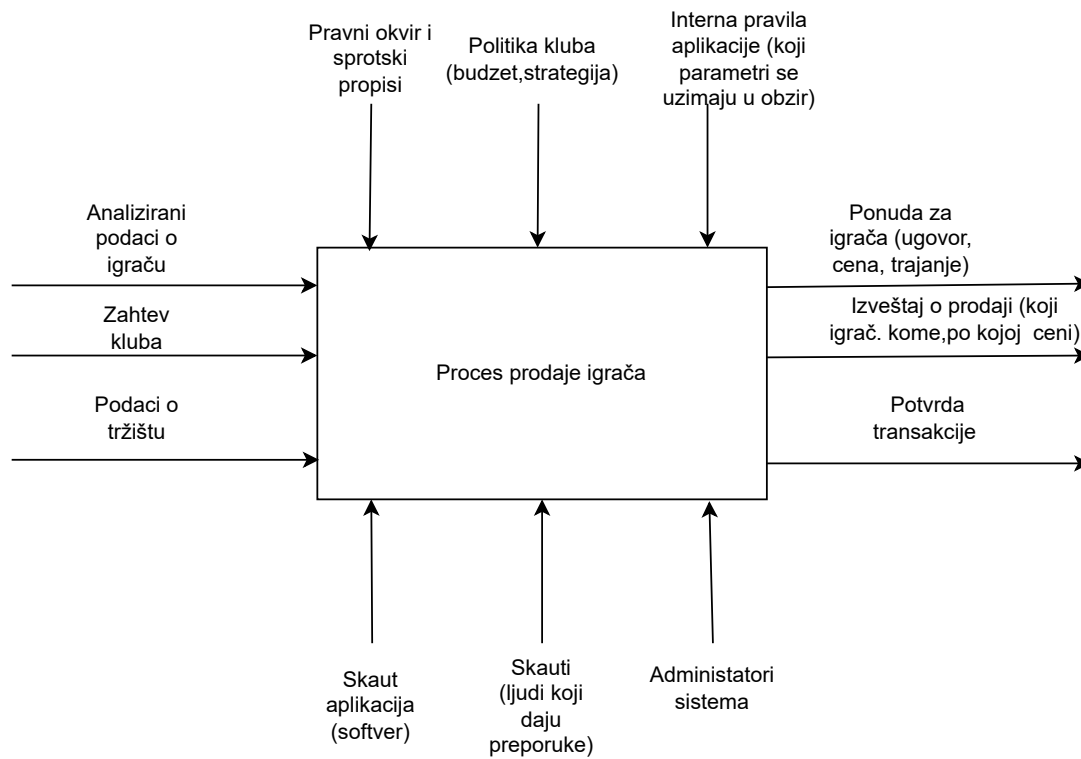 Pravni okvir i
sprotski
propisi
Politika kluba
(budzet,strategija)
Interna pravila
aplikacije (koji
parametri se
uzimaju u obzir)
Analizirani
podaci o
igraču
Zahtev
kluba
Podaci o
tržištu
Proces prodaje igrača
Ponuda za
igrača (ugovor,
cena, trajanje)
Izveštaj o prodaji (koji
igrač. kome,po kojoj  ceni)
Potvrda
transakcije
Skaut
aplikacija
(softver)
Skauti
(ljudi koji
daju
preporuke)
Administatori
sistema